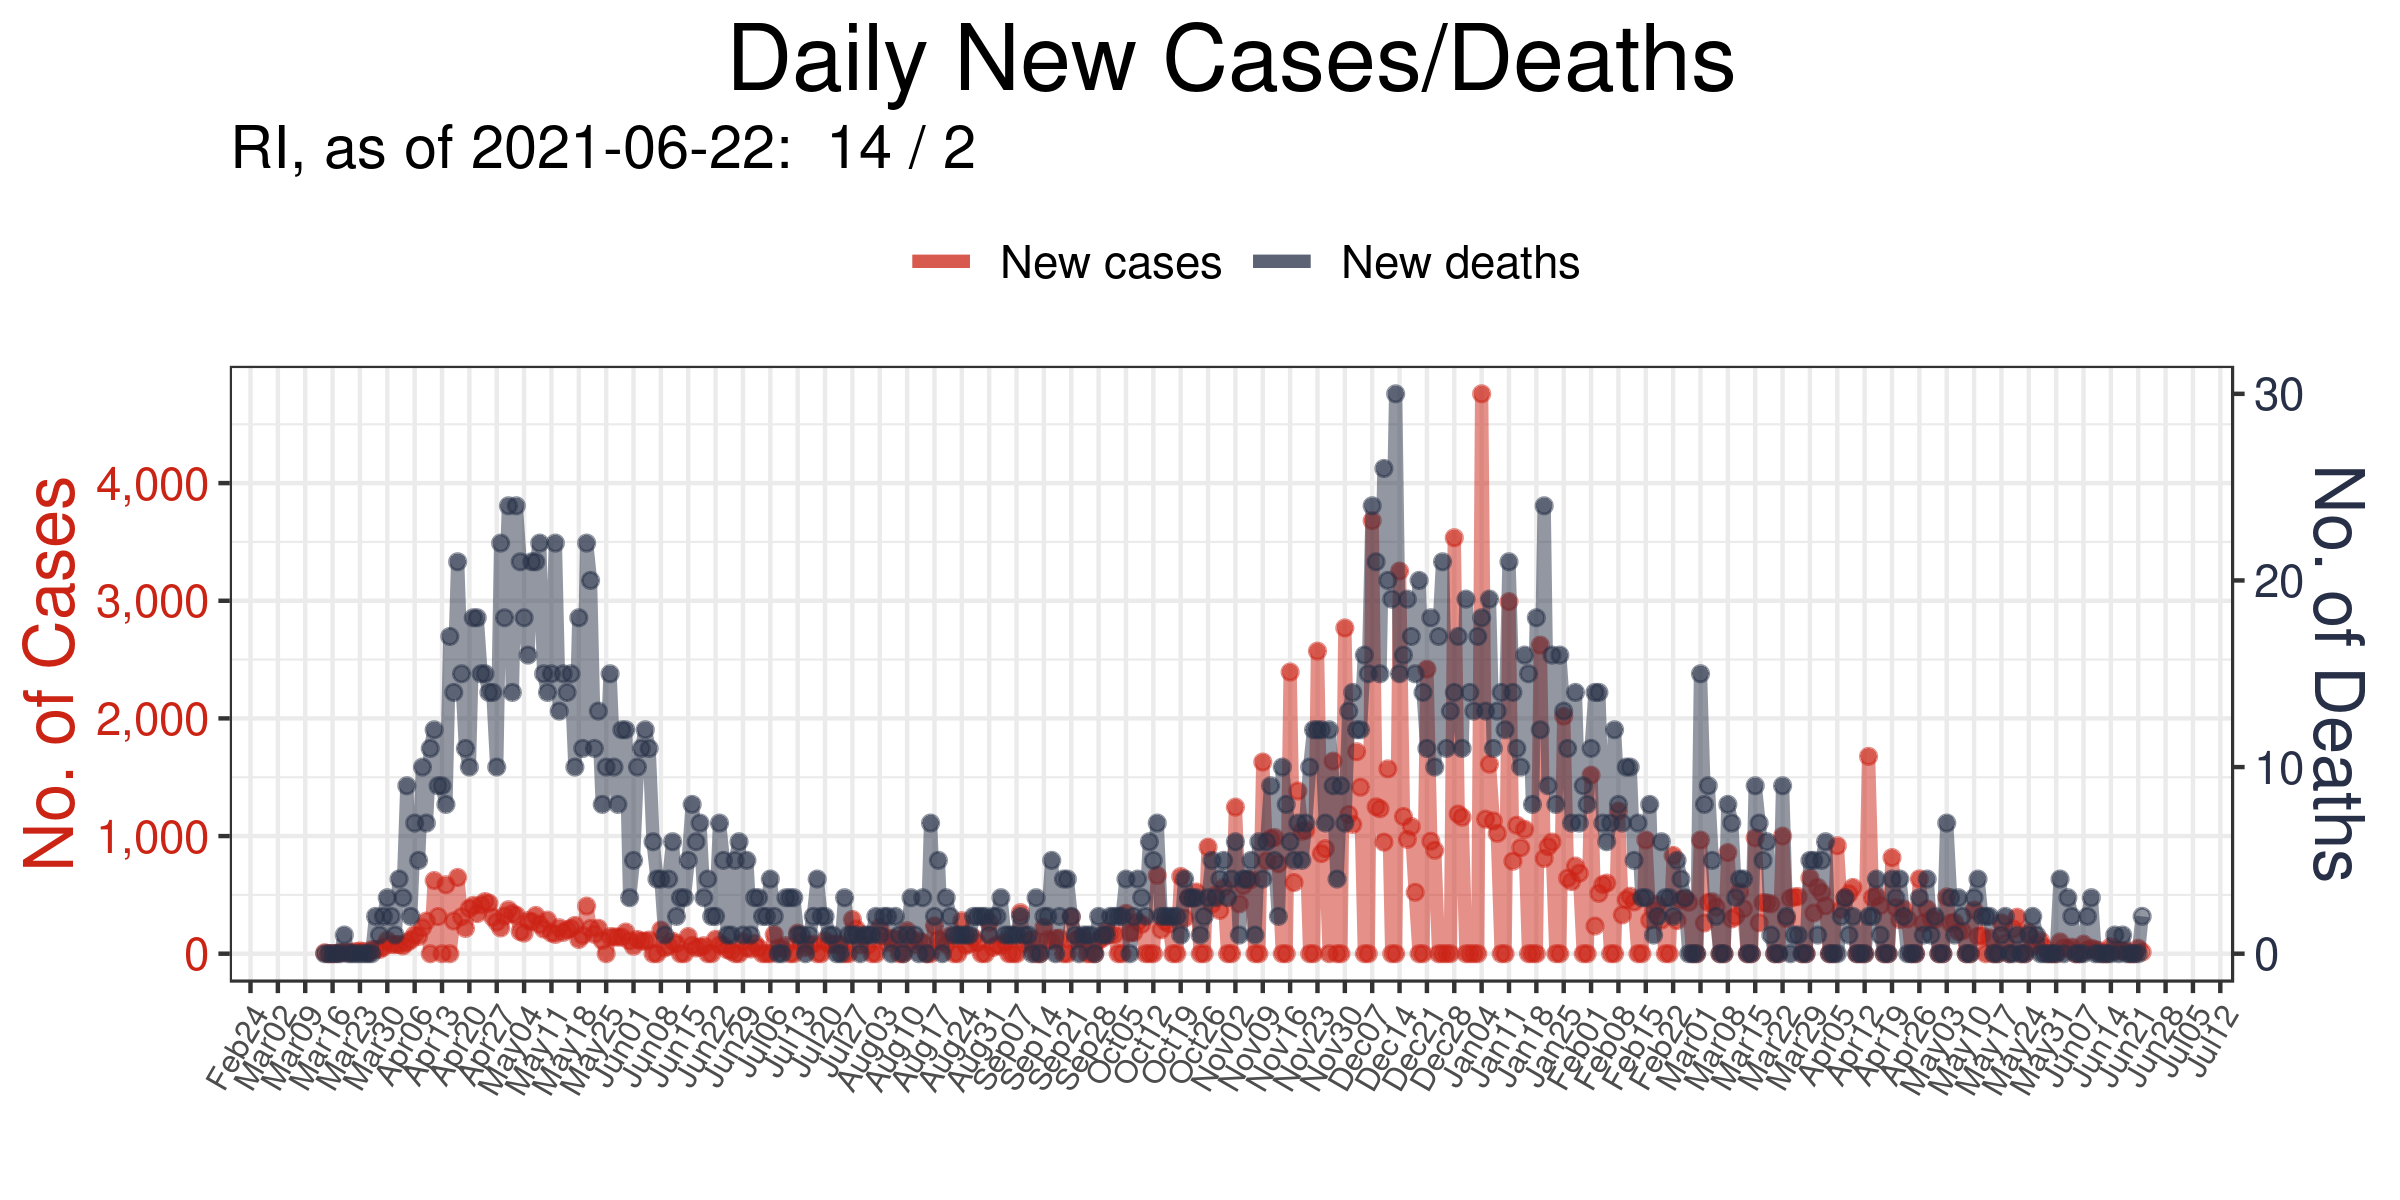 Daily New Cases/Deaths
RI, as of 2021-06-22:  14 / 2
New cases
New deaths
No. of Cases
4,000
3,000
2,000
1,000
0
30
20
10
0
No. of Deaths
Feb24
Mar02
Mar09
Mar16
Mar23
Mar30
Apr06
Apr13
Apr20
Apr27
May04
May11
May18
May25
Jun01
Jun08
Jun15
Jun22
Jun29
Jul06
Jul13
Jul20
Jul27
Aug03
Aug10
Aug17
Aug24
Aug31
Sep07
Sep14
Sep21
Sep28
Oct05
Oct12
Oct19
Oct26
Nov02
Nov09
Nov16
Nov23
Nov30
Dec07
Dec14
Dec21
Dec28
Jan04
Jan11
Jan18
Jan25
Feb01
Feb08
Feb15
Feb22
Mar01
Mar08
Mar15
Mar22
Mar29
Apr05
Apr12
Apr19
Apr26
May03
May10
May17
May24
May31
Jun07
Jun14
Jun21
Jun28
Jul05
Jul12